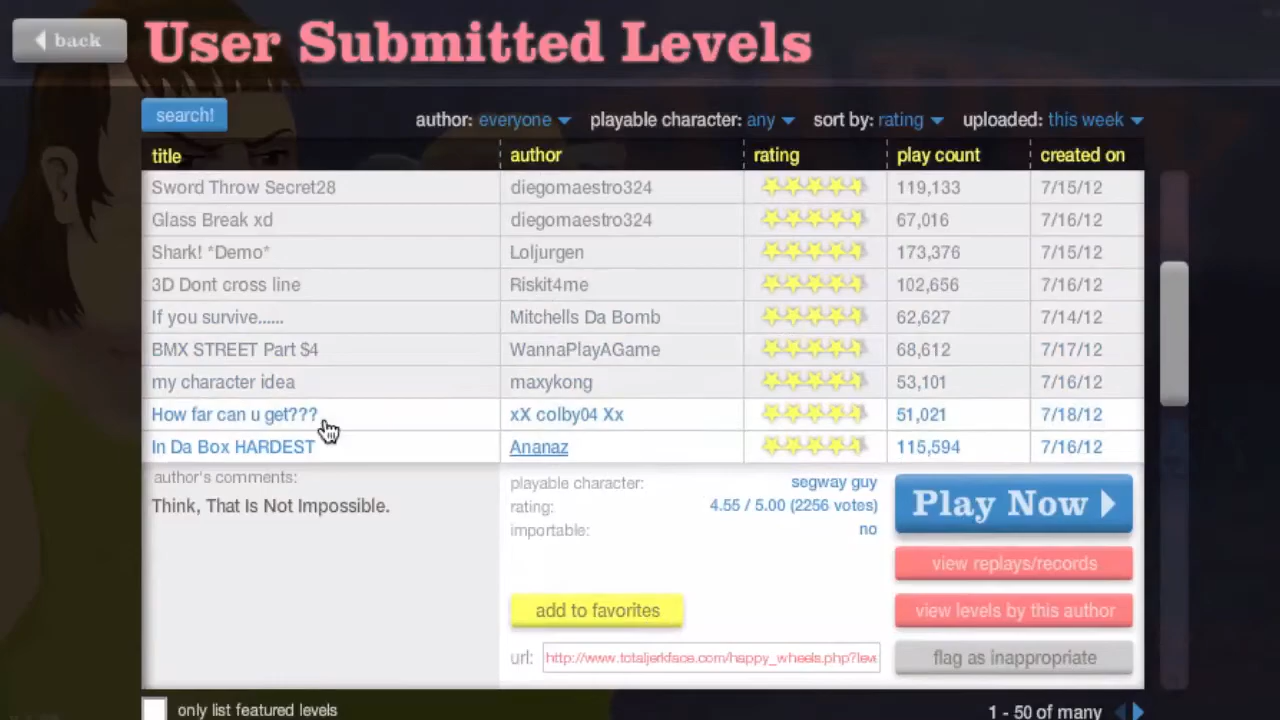 back
User Submitted Levels
search!
author: everyone playable character: any sort by: rating uploaded: this week
title author rating play count created on
Sword Throw Secret28 diegomaestro324 119,133 7/15/12
Glass Break xd diegomaestro324 67,016 7/16/12
Shark! *Demo* Loljurgen 173,376 7/15/12
3D Dont cross line Riskit4me 102,656 7/16/12
If you survive...... Mitchells Da Bomb 62,627 7/14/12
BMX STREET Part S4 WannaPlayAGame 68,612 7/17/12
my character idea maxykong 53,101 7/16/12
How far can u get??? xX colby04 Xx 51,021 7/18/12
In Da Box HARDEST Ananaz 115,594 7/16/12
author's comments:
Think, That Is Not Impossible.
playable character: segway guy
rating: 4.55 / 5.00 (2256 votes)
importable: no
add to favorites
url: http://www.totaljerkface.com/happy_wheels.php?leve
Play Now
view replays/records
view levels by this author
flag as inappropriate
only list featured levels
1 - 50 of many